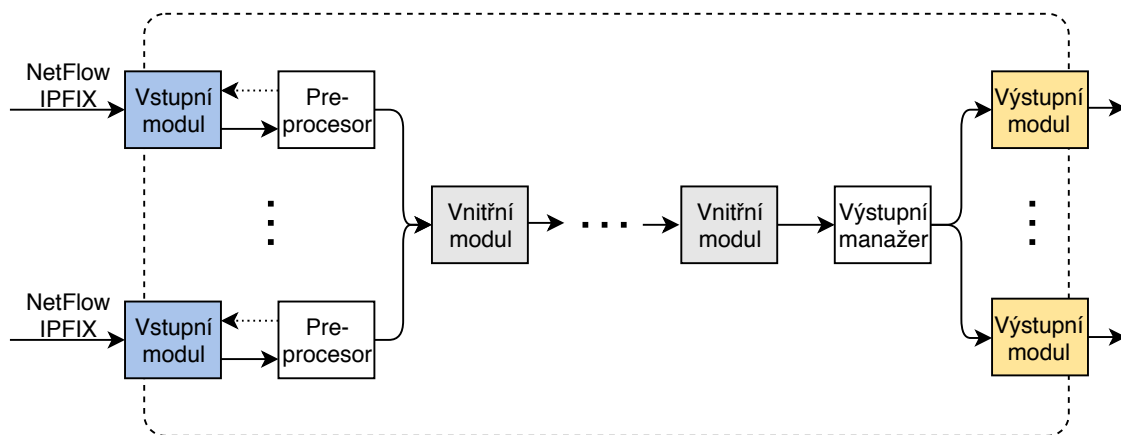 NetFlow
IPFIX
Vstupní
modul
Pre-
procesor
Výstupní
modul
Vnitřní
modul
Vnitřní
modul
Výstupní
manažer
NetFlow
IPFIX
Vstupní
modul
Pre-
procesor
Výstupní
modul